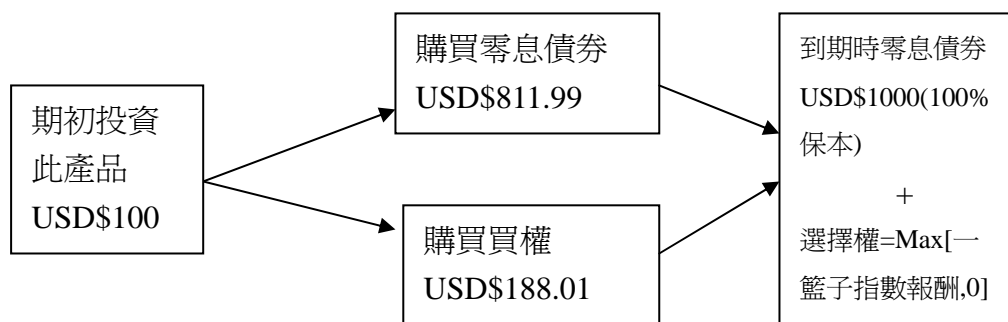 期初投資
此產品
USD$100
購買零息債券
USD$811.99
購買買權
USD$188.01
到期時零息債券
USD$1000(100%
保本)
+
選擇權=Max[一
籃子指數報酬,0]